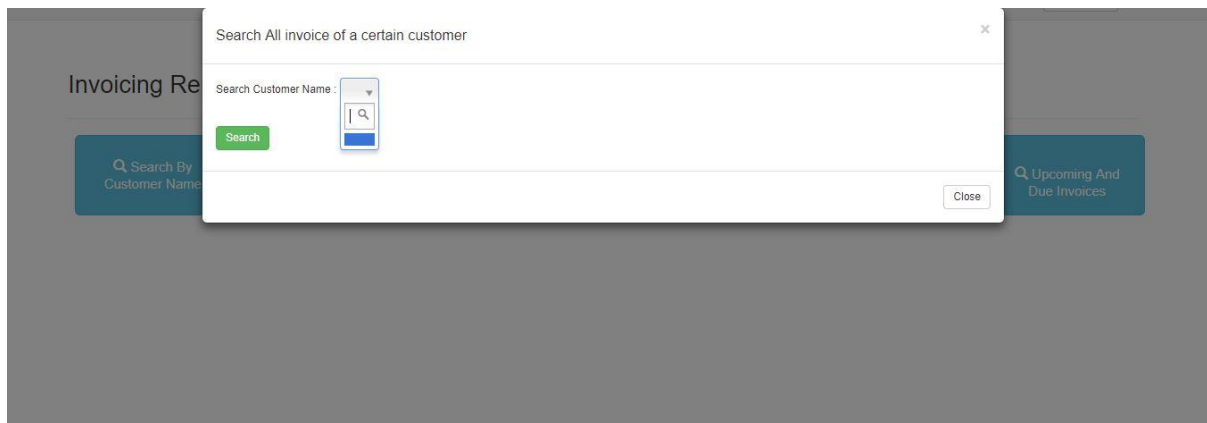 Search All invoice of a certain customer
×
Invoicing Re
Search Customer Name :
Search
Search By
Customer Name
Upcoming And
Due Invoices
Close